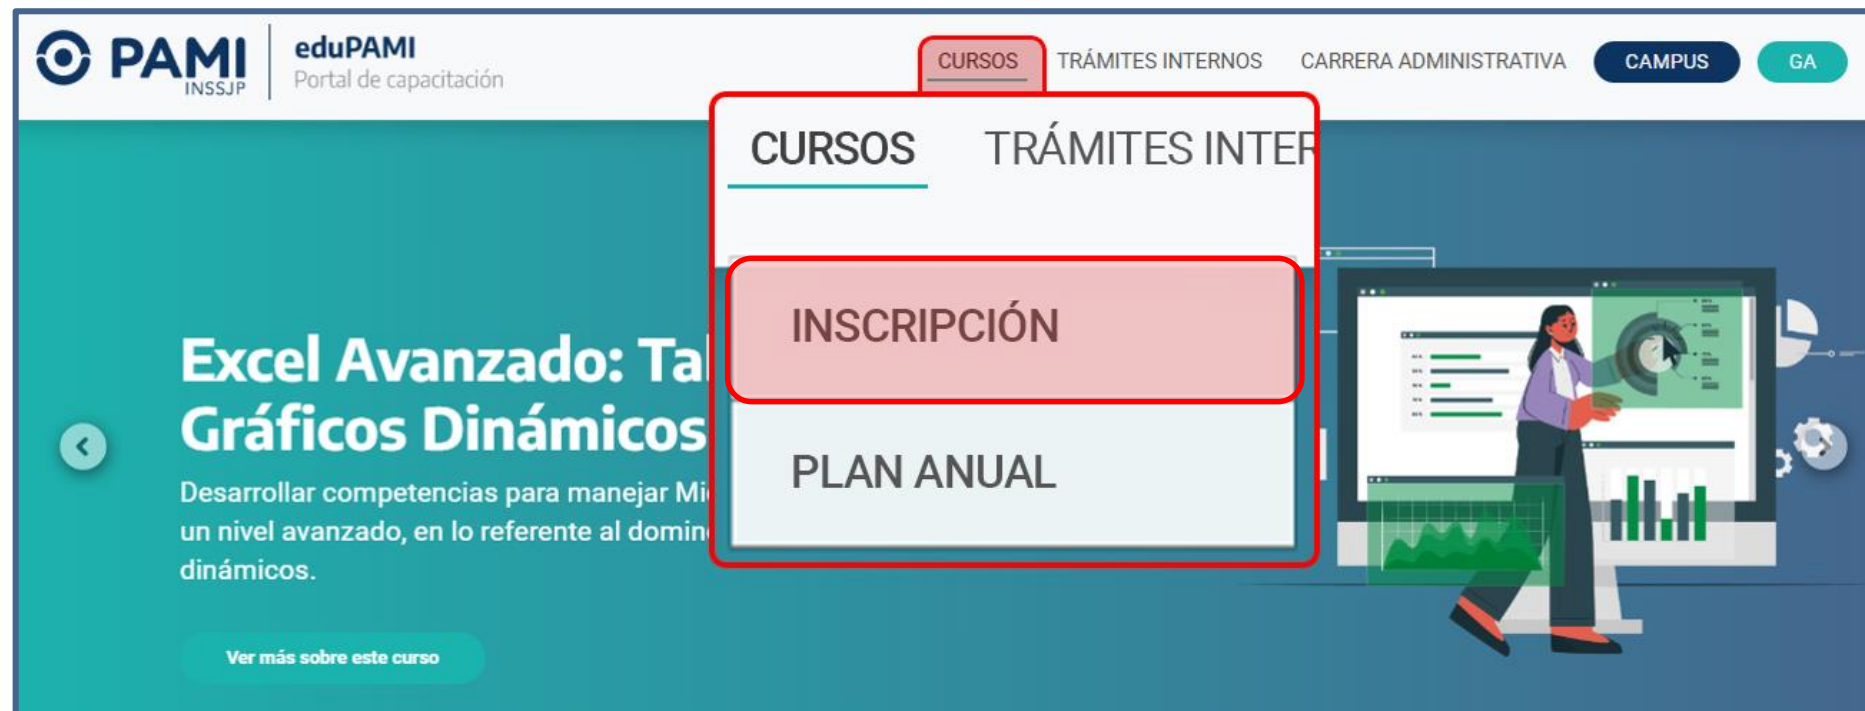 PAMI
INSSJP
eduPAMI
Portal de capacitación
CURSOS TRÁMITES INTERNOS CARRERA ADMINISTRATIVA CAMPUS GA
CURSOS TRÁMITES INTER
INSCRIPCIÓN
PLAN ANUAL
Excel Avanzado: Ta
Gráficos Dinámicos
Desarrollar competencias para manejar Mi
un nivel avanzado, en lo referente al domin
dinámicos.
Ver más sobre este curso